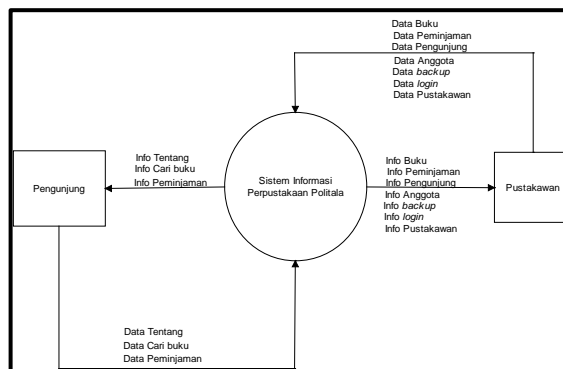 Data Buku
Data Peminjaman
Data Pengunjung
Data Anggota
Data backup
Data login
Data Pustakawan
Info Tentang
Info Cari buku
Info Peminjaman
Pengunjung
Sistem Informasi
Perpustakaan Politala
Info Buku
Info Peminjaman
Info Pengunjung
Info Anggota
Info backup
Info login
Info Pustakawan
Pustakawan
Data Tentang
Data Cari buku
Data Peminjaman